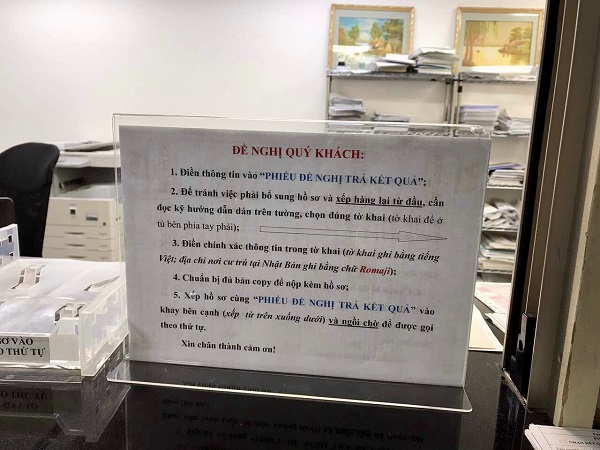 ĐỀ NGHỊ QUÝ KHÁCH:
1. Điền thông tin vào “PHIẾU ĐỀ NGHỊ TRẢ KẾT QUẢ”;
2. Để tránh việc phải bổ sung hồ sơ và xếp hàng lại từ đầu, cần
đọc kỹ hướng dẫn dán trên tường, chọn đúng tờ khai (tờ khai để ở
tủ bên phía tay phải);
3. Điền chính xác thông tin trong tờ khai (tờ khai ghi bằng tiếng
Việt; địa chỉ nơi cư trú tại Nhật Bản ghi bằng chữ Romaji);
4. Chuẩn bị đủ bản copy để nộp kèm hồ sơ;
5. Xếp hồ sơ cùng “PHIẾU ĐỀ NGHỊ TRẢ KẾT QUẢ” vào
khay bên cạnh (xếp từ trên xuống dưới) và ngồi chờ để được gọi
theo thứ tự.
Xin chân thành cảm ơn!
SƠ VÀO
O THỨ TỰ